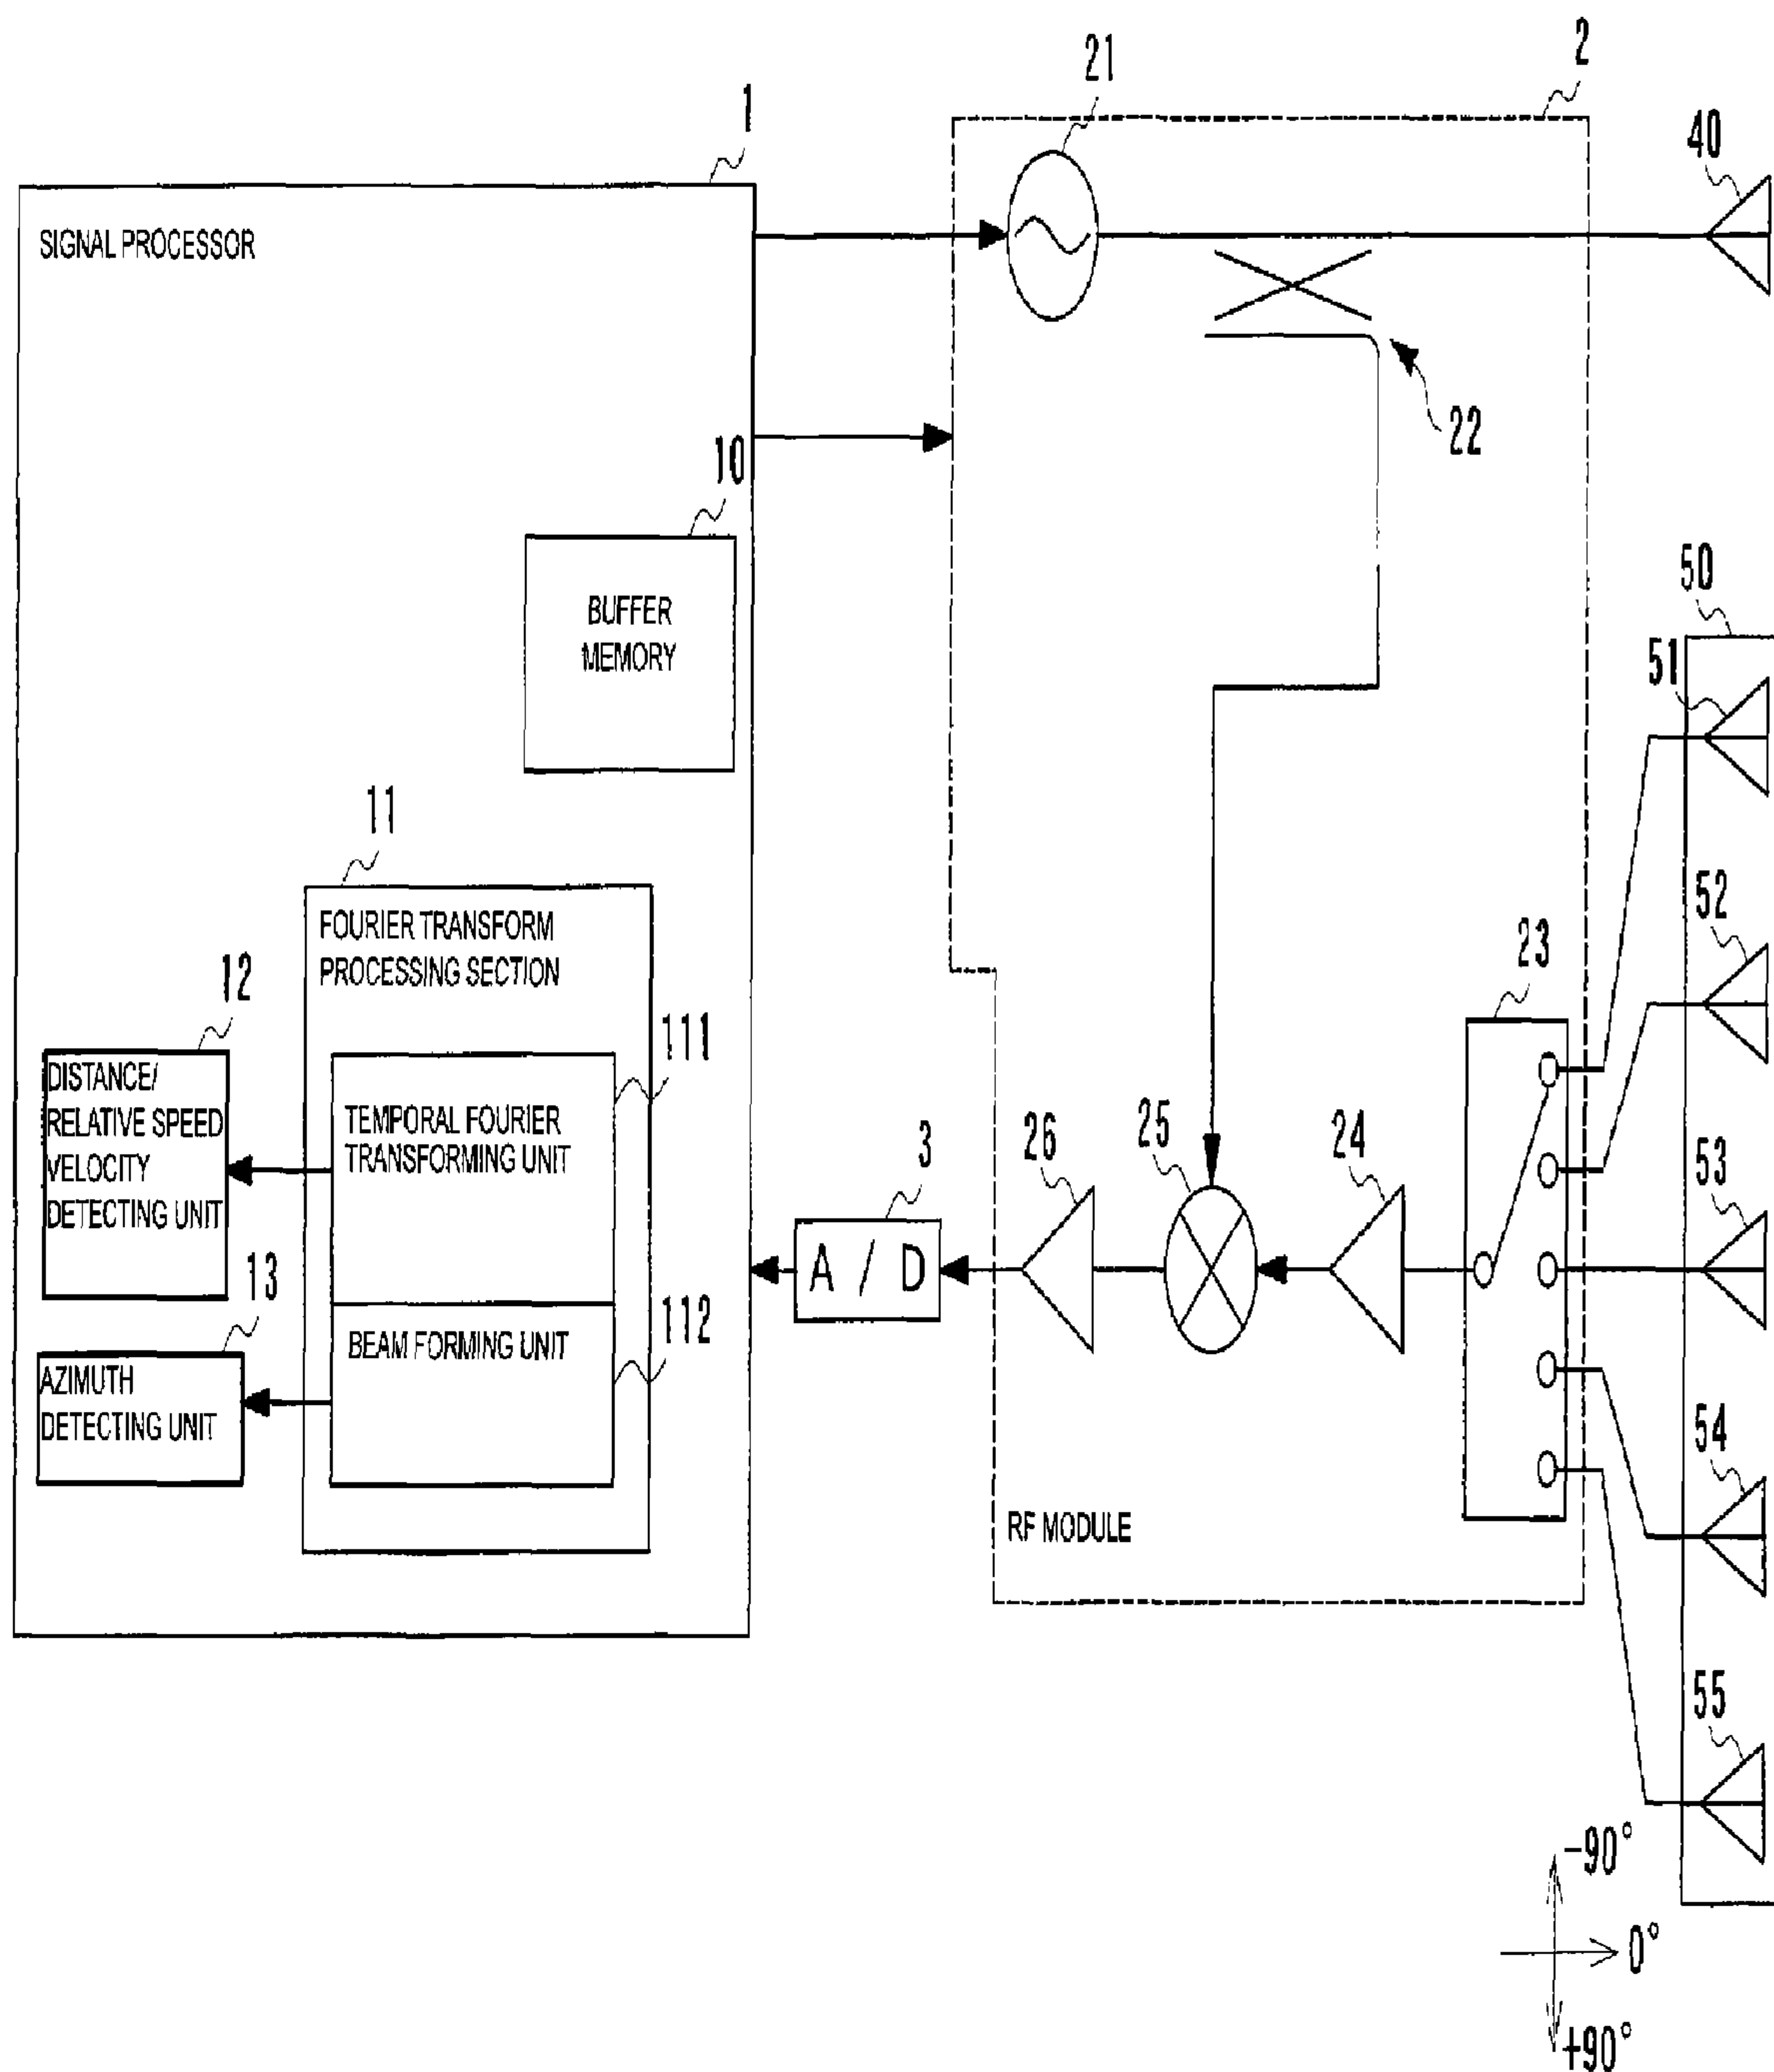 21
2
1
40
SIGNAL PROCESSOR
22
10
50
BUFFER
MEMORY
51
11
52
FOURIER TRANSFORM
PROCESSING SECTION
12
23
111
DISTANCE/
RELATIVE SPEED
VELOCITY
DETECTING UNIT
TEMPORAL FOURIER
TRANSFORMING UNIT
3
26
25
24
53
A / D
13
112
BEAM FORMING UNIT
AZIMUTH
DETECTING UNIT
54
RF MODULE
55
-90°
0°
+90°